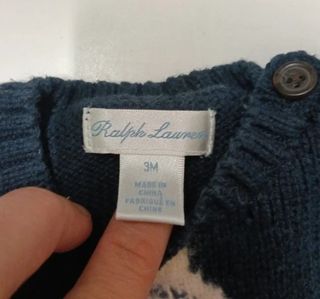 Ralph Lauren
3M
MADE IN
CHINA
FABRIQUÉ EN
CHINE